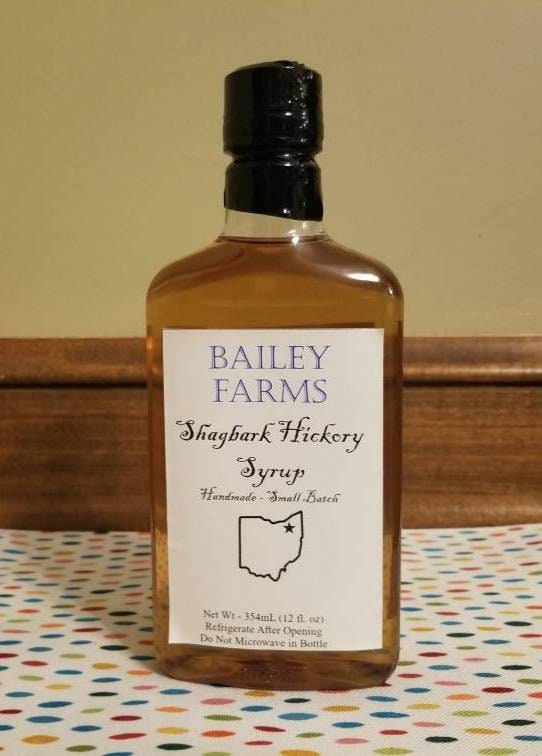 BAILEY
FARMS
Shagbark Hickory
Syrup
Handmade - Small Batch
Net Wt - 354mL (12 fl. oz)
Refrigerate After Opening
Do Not Microwave in Bottle